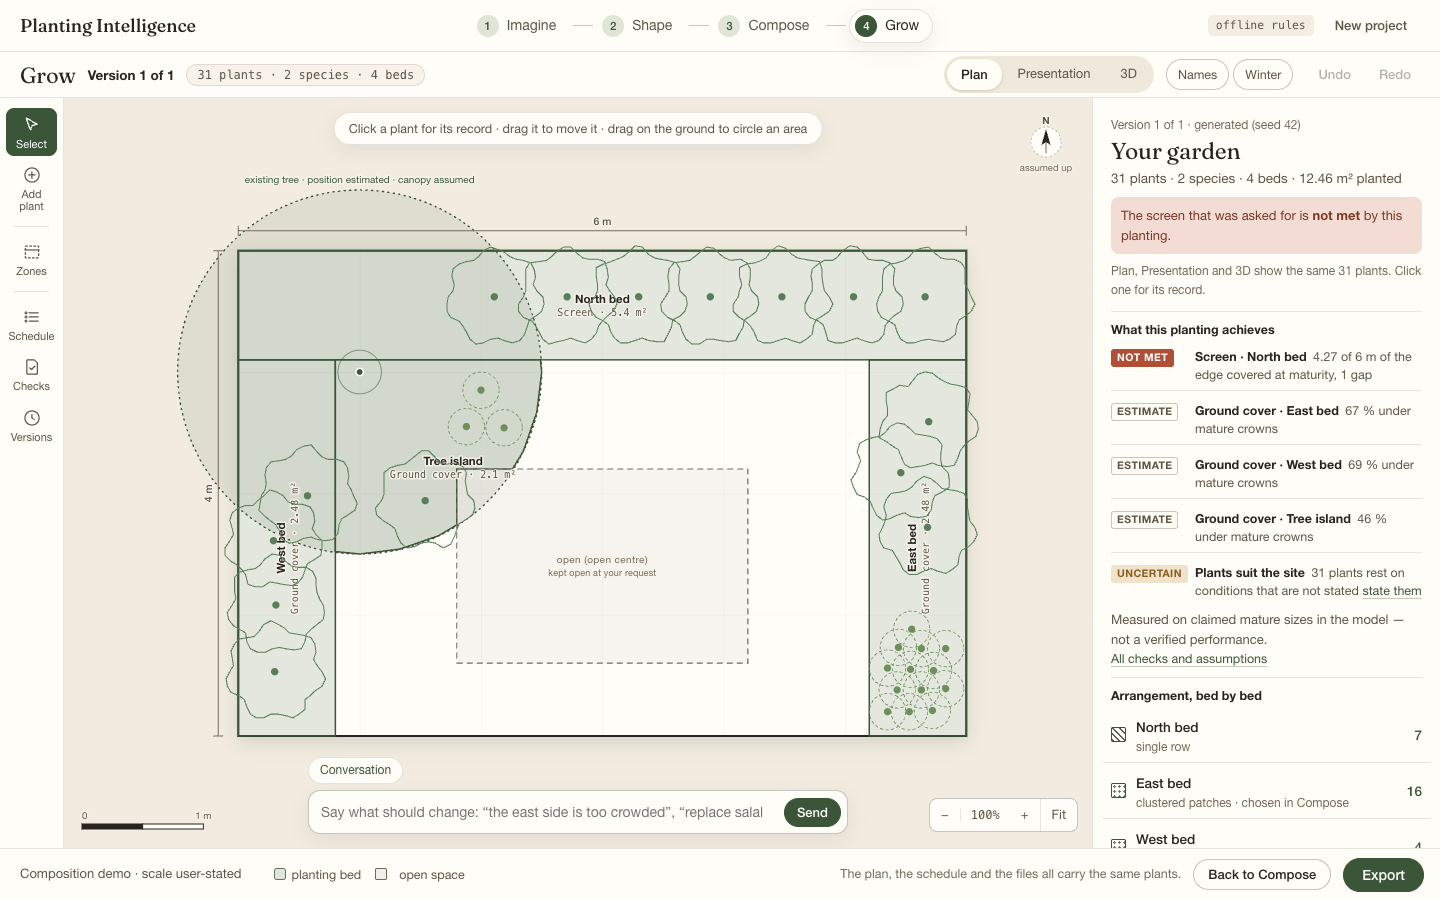 Planting Intelligence
1 Imagine
2 Shape
3 Compose
4 Grow
offline rules
New project
Grow
Version 1 of 1
31 plants · 2 species · 4 beds
Plan
Presentation
3D
Names
Winter
Undo
Redo
Select
Add
plant
Zones
Schedule
Checks
Versions
Click a plant for its record · drag it to move it · drag on the ground to circle an area
N
assumed up
existing tree · position estimated · canopy assumed
6 m
4 m
North bed
Screen · 5.4 m²
Tree island
Ground cover · 2.1 m²
West bed
Ground cover · 2.48 m²
East bed
Ground cover · 2.48 m²
open (open centre)
kept open at your request
Conversation
Say what should change: “the east side is too crowded”, “replace salal
Send
0
1 m
−
100%
+
Fit
Version 1 of 1 · generated (seed 42)
Your garden
31 plants · 2 species · 4 beds · 12.46 m² planted
The screen that was asked for is not met by this
planting.
Plan, Presentation and 3D show the same 31 plants. Click
one for its record.
What this planting achieves
NOT MET
Screen · North bed 4.27 of 6 m of the
edge covered at maturity, 1 gap
ESTIMATE
Ground cover · East bed 67 % under
mature crowns
ESTIMATE
Ground cover · West bed 69 % under
mature crowns
ESTIMATE
Ground cover · Tree island 46 %
under mature crowns
UNCERTAIN
Plants suit the site 31 plants rest on
conditions that are not stated state them
Measured on claimed mature sizes in the model —
not a verified performance.
All checks and assumptions
Arrangement, bed by bed
North bed
single row
7
East bed
clustered patches · chosen in Compose
16
West bed
4
Composition demo · scale user-stated
planting bed
open space
The plan, the schedule and the files all carry the same plants.
Back to Compose
Export